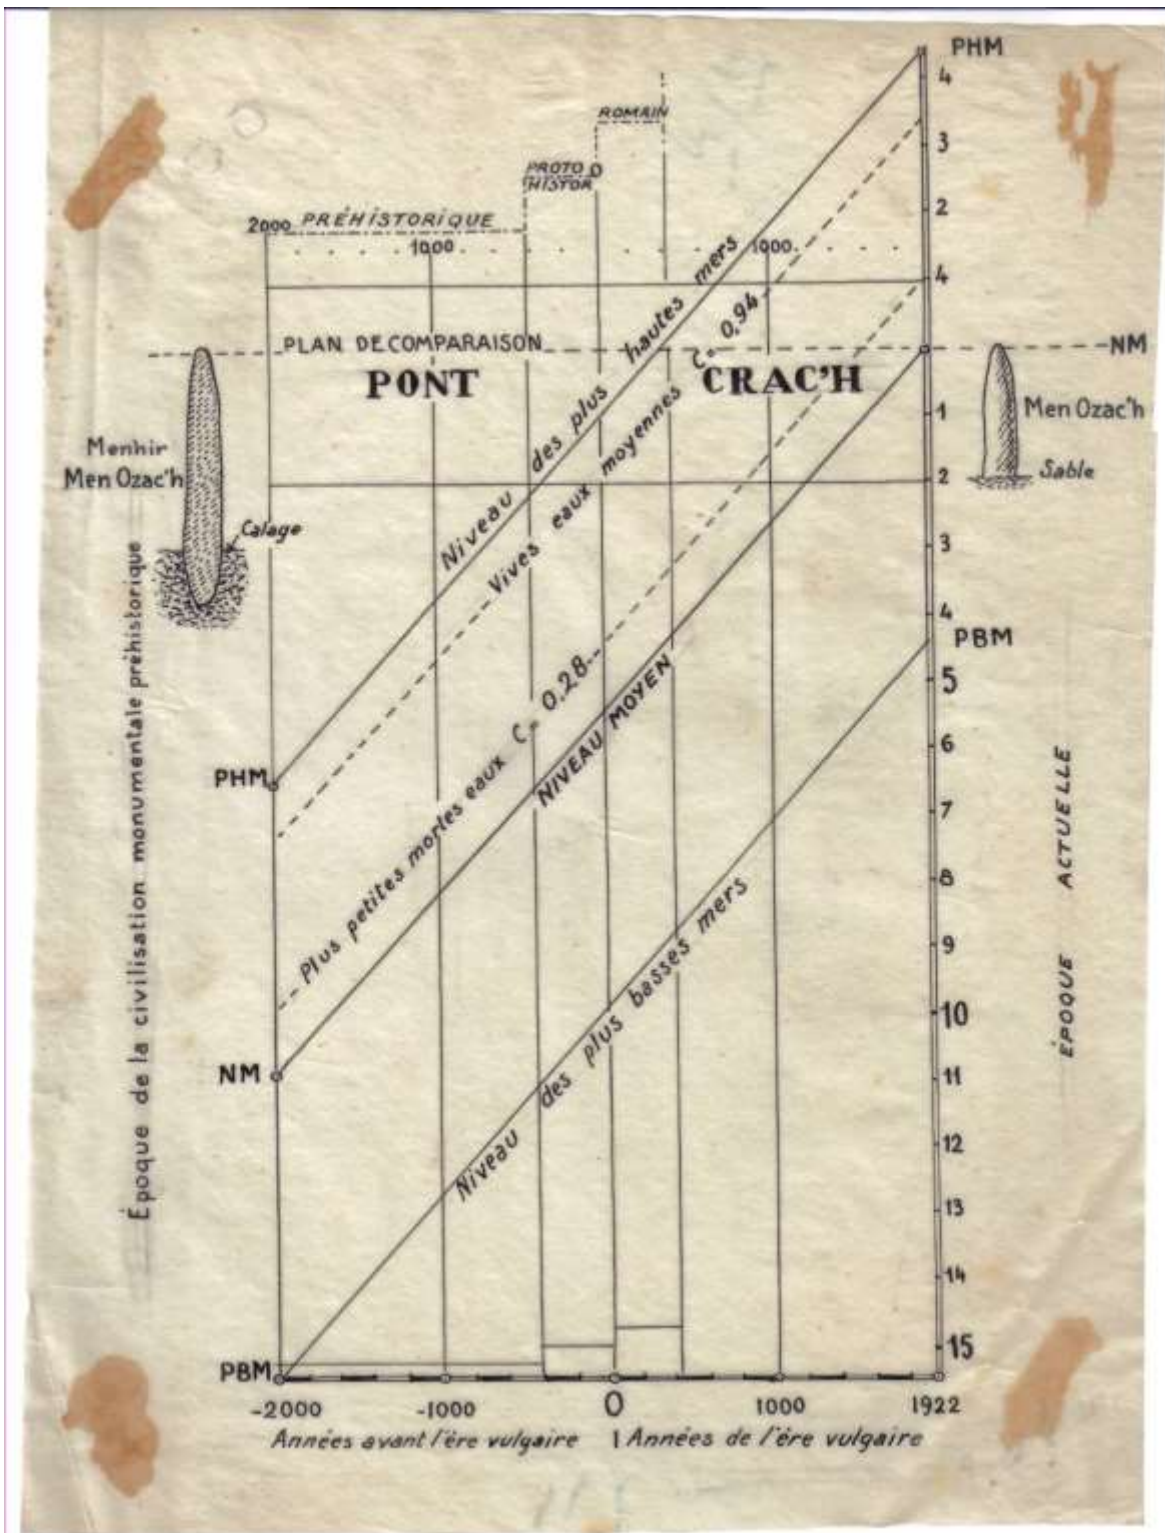 PHM
4
ROMAIN
3
PROTO O
HISTOR
2
2000 PRÉHISTORIQUE
1000
1000
4
PLAN DE COMPARAISON
NM
PONT CRAC'H
Niveau des plus hautes mers
Vives eaux moyennes C= 0,94
Plus petites mortes eaux C= 0,28
NIVEAU MOYEN
Niveau des plus basses mers
Menhir
Men Ozac'h
Calage
Men Ozac'h
Sable
1
2
3
4
PBM
5
6
7
8
9
10
11
12
13
14
15
PHM
NM
PBM
Époque de la civilisation monumentale préhistorique
ÉPOQUE ACTUELLE
-2000 -1000 0 1000 1922
Années avant l'ère vulgaire | Années de l'ère vulgaire